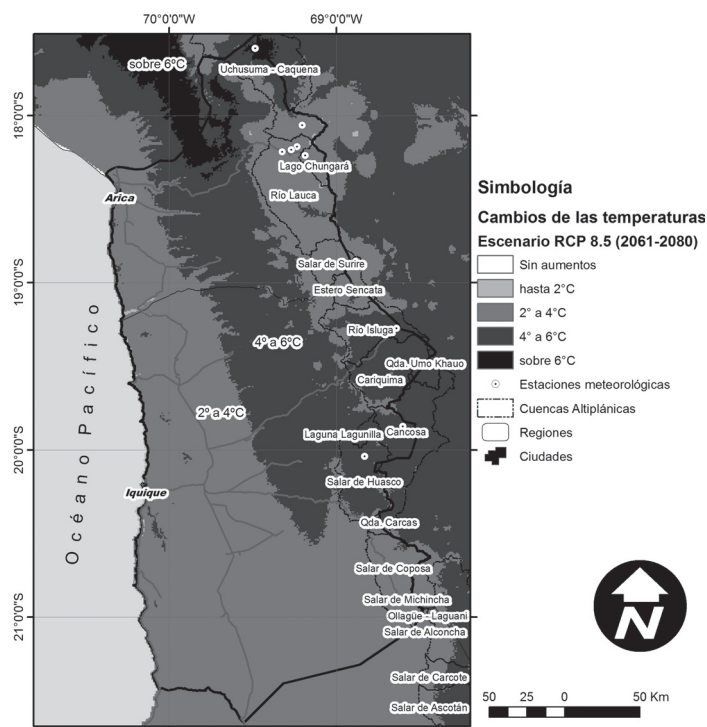 70°0'0"W
69°0'0"W
sobre 6°C
Uchusuma - Caquena
18°0'0"S
Lago Chungará
Río Lauca
Arica
Salar de Surire
Estero Sencata
19°0'0"S
Río Isluga
4º a 6ºC
Qda. Umo Khauo
Cariquima
2º a 4ºC
Cancosa
Laguna Lagunilla
20°0'0"S
Salar de Huasco
Iquique
Qda. Carcas
Océano Pacífico
Salar de Coposa
Salar de Michincha
21°0'0"S
Ollagüe - Laguani
Salar de Alconcha
Salar de Carcote
Salar de Ascotán
Simbología
Cambios de las temperaturas
Escenario RCP 8.5 (2061-2080)
Sin aumentos
hasta 2°C
2° a 4°C
4° a 6°C
sobre 6°C
Estaciones meteorológicas
Cuencas Altiplánicas
Regiones
Ciudades
N
50 25 0 50 Km